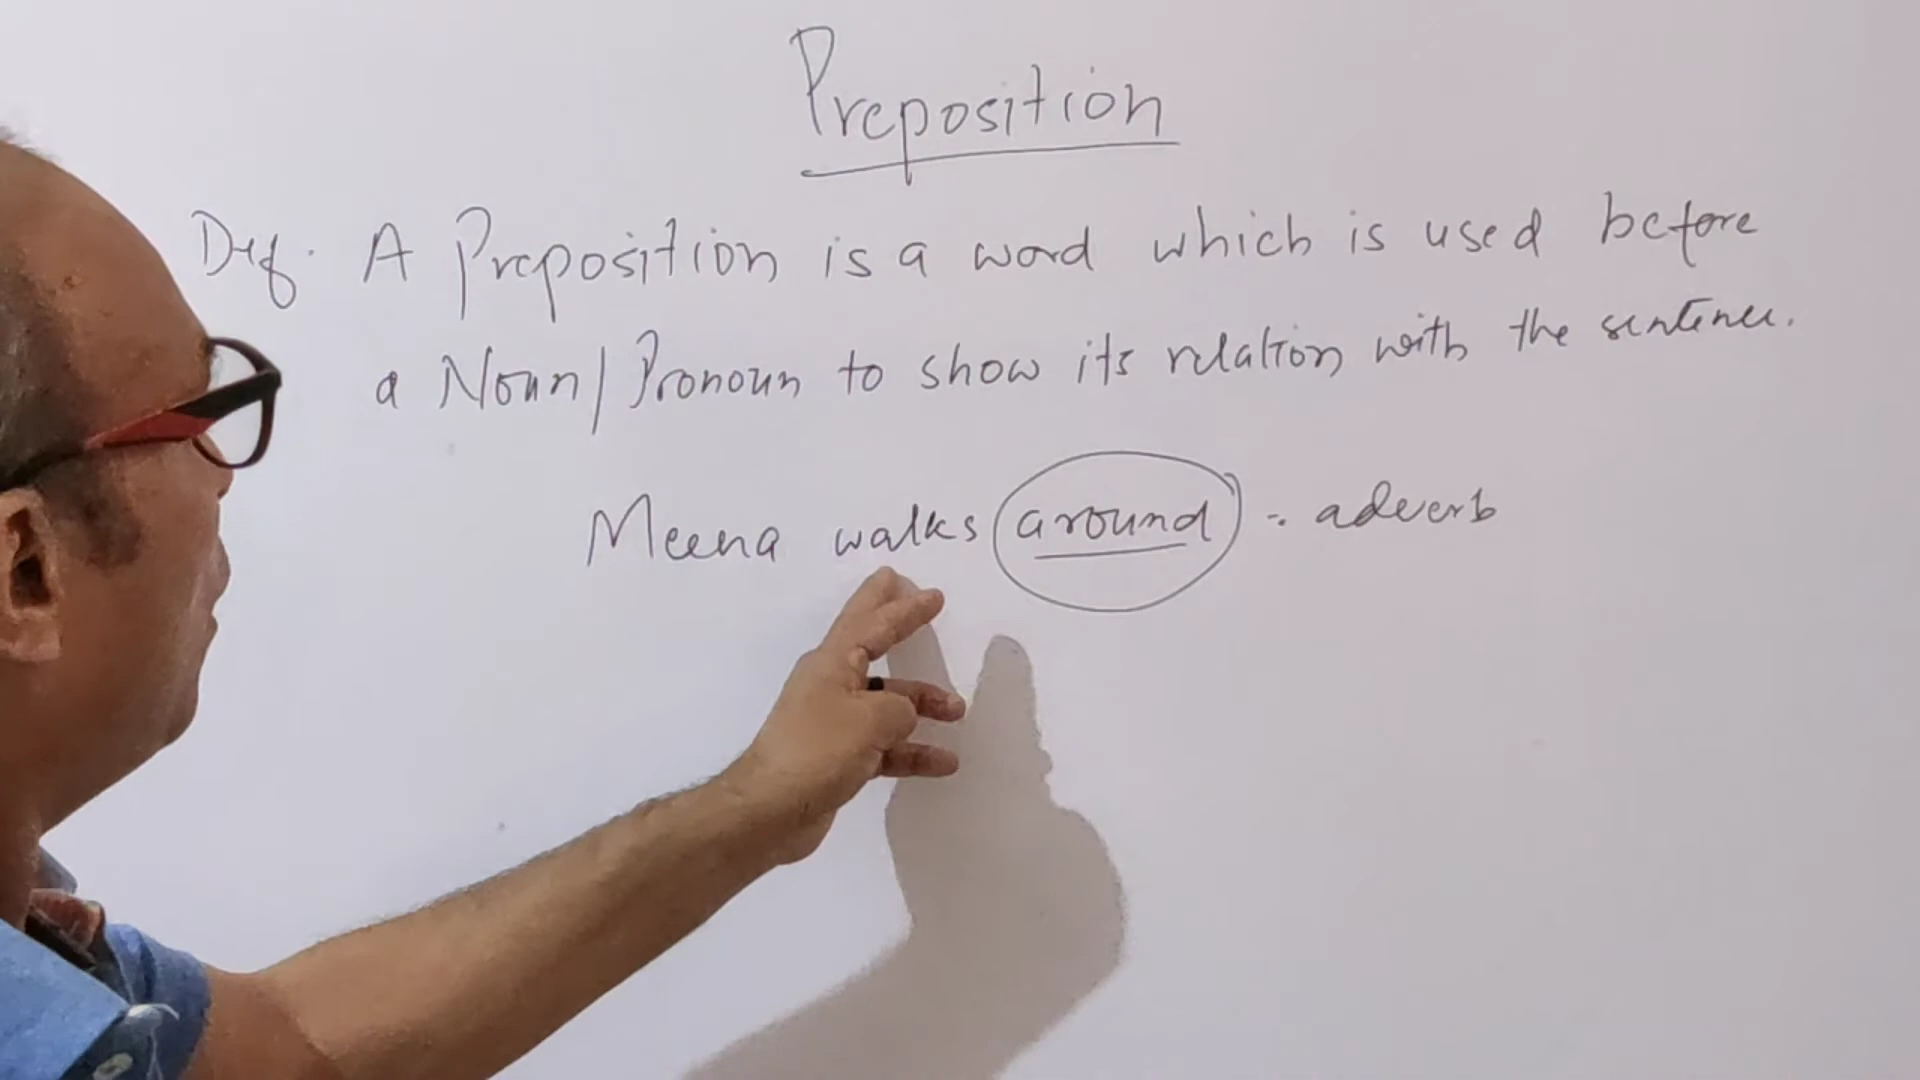 Preposition
Def. A Preposition is a word which is used before
a Noun/Pronoun to show its relation with the sentence.
Meena walks around - adverb